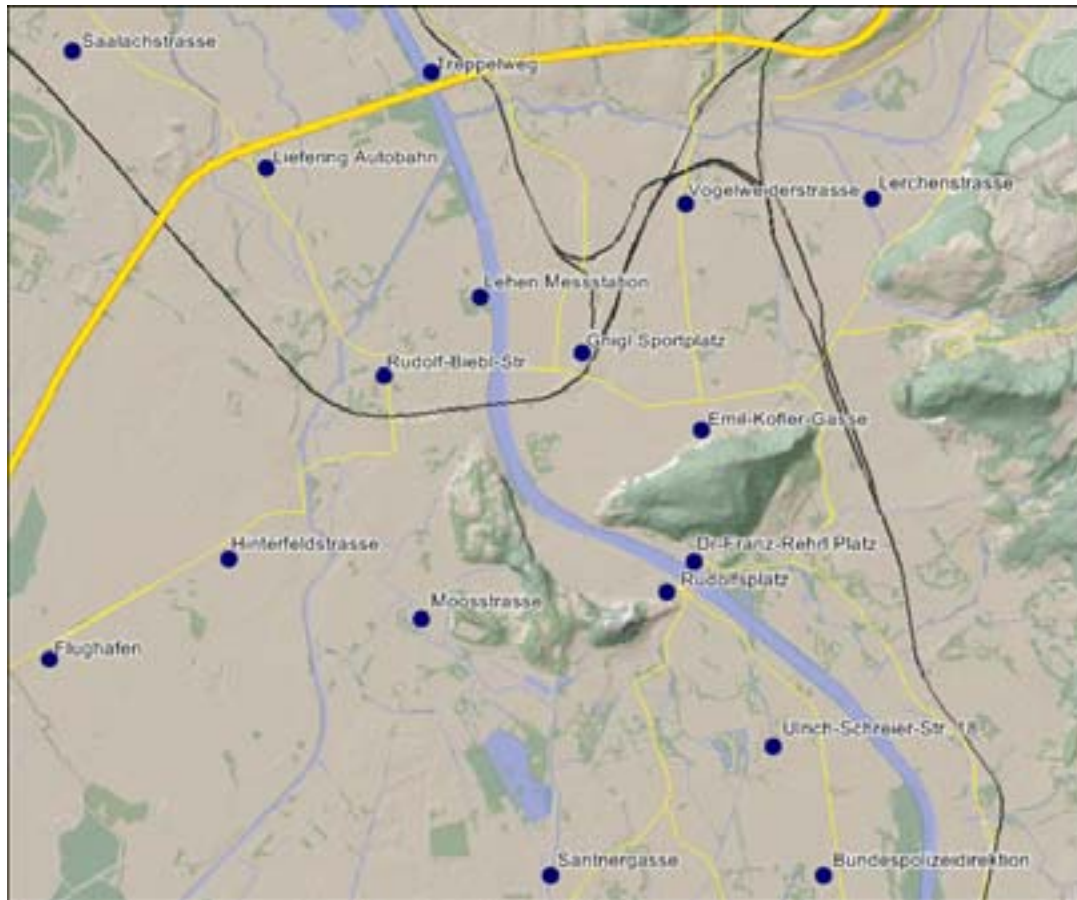 Saalachstrasse
Treppelweg
Liefering Autobahn
Vogelweiderstrasse
Lerchenstrasse
Lehen Messstation
Gnigl Sportplatz
Rudolf-Biebl-Str
Emil-Kofler-Gasse
Hinterfeldstrasse
Dr-Franz-Rehrl Platz
Rudolfsplatz
Moosstrasse
Flughafen
Ulrich-Schreier-Str. 18
Santnergasse
Bundespolizeidirektion